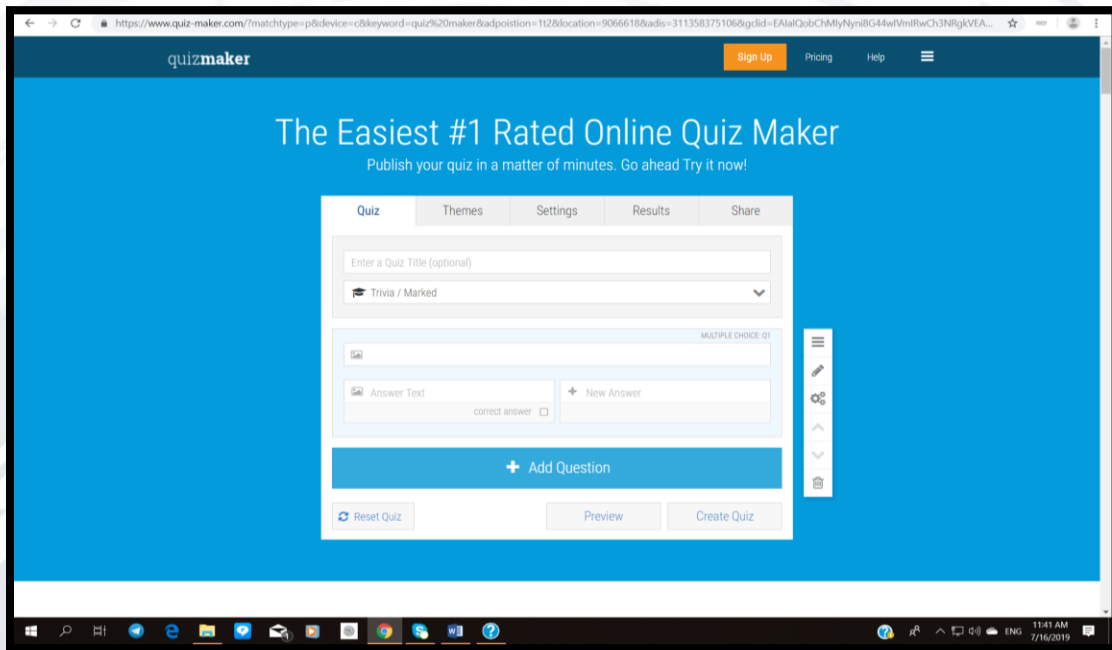 https://www.quiz-maker.com/?matchtype=p&device=c&keyword=quiz%20maker&adpoistion=1t2&location=9066618&adis=311358375106&gclid=EAIaIQobChMIyNyni8G44wIVmIRwCh3NRgkVEA...
quizmaker
Sign Up
Pricing
Help
The Easiest #1 Rated Online Quiz Maker
Publish your quiz in a matter of minutes. Go ahead Try it now!
Quiz Themes Settings Results Share
Enter a Quiz Title (optional)
Trivia / Marked
MULTIPLE CHOICE: Q1
Answer Text
New Answer
correct answer
Add Question
Reset Quiz
Preview
Create Quiz
ENG
11:41 AM
7/16/2019